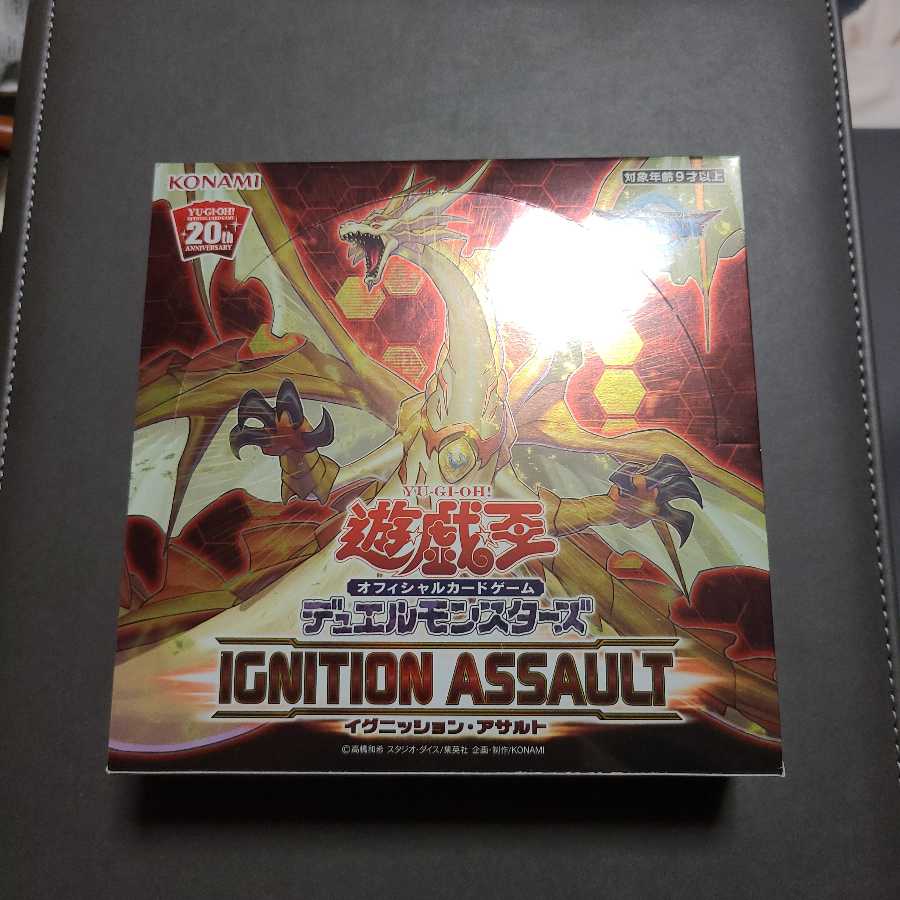 KONAMI
対象年齢9才以上
YU-GI-OH!
20th
ANNIVERSARY
YU-GI-OH!
遊☆戯☆王
オフィシャルカードゲーム
デュエルモンスターズ
IGNITION ASSAULT
イグニッション・アサルト
©高橋和希 スタジオ・ダイス/集英社 企画・制作/KONAMI